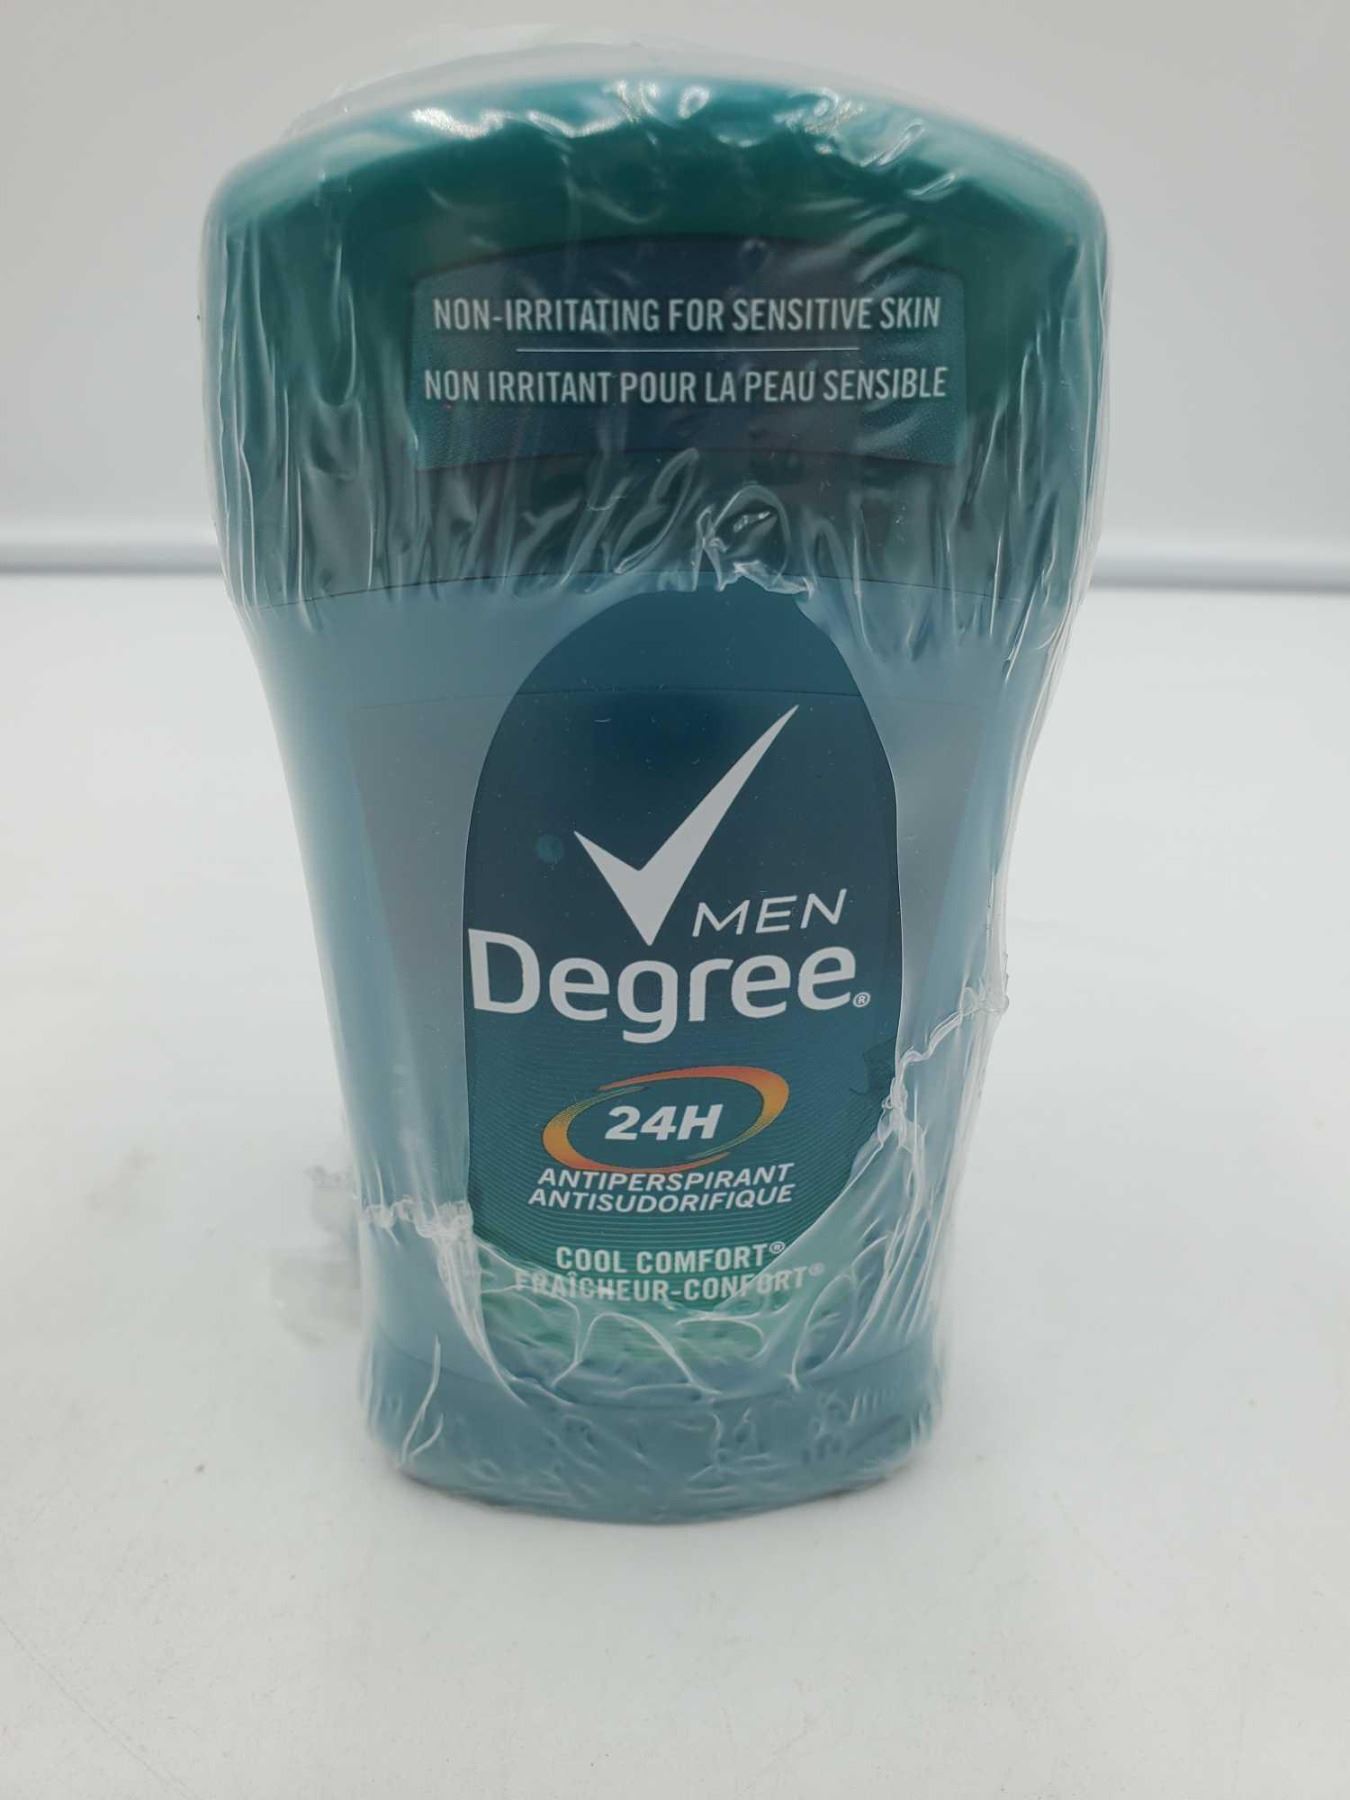 NON-IRRITATING FOR SENSITIVE SKIN
NON IRRITANT POUR LA PEAU SENSIBLE
MEN
Degree®
24H
ANTIPERSPIRANT
ANTISUDORIFIQUE
COOL COMFORT®
FRAÎCHEUR-CONFORT®